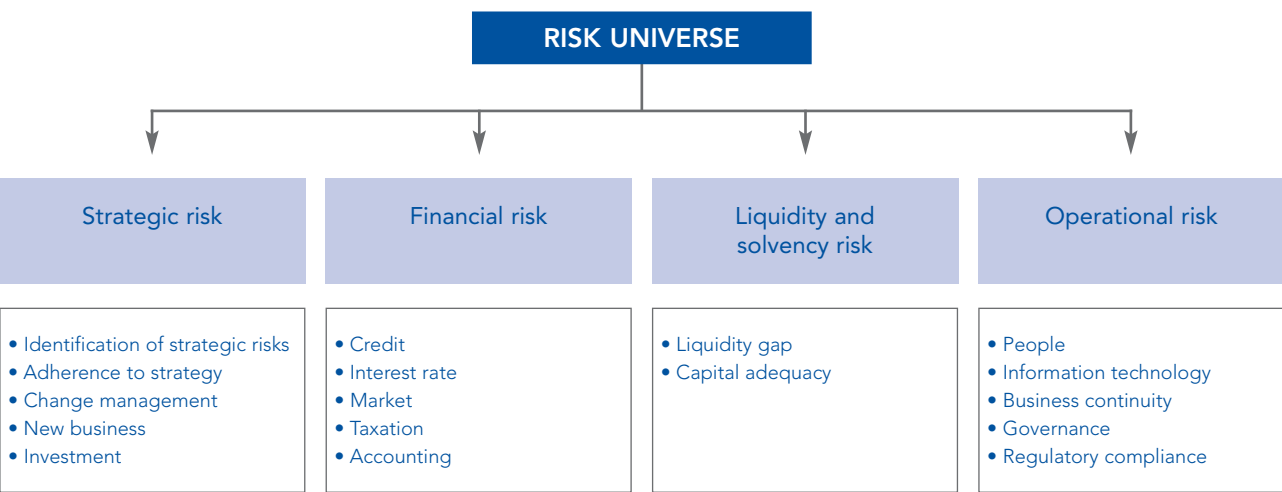 RISK UNIVERSE
Strategic risk
Financial risk
Liquidity and
solvency risk
Operational risk
• Identification of strategic risks
• Adherence to strategy
• Change management
• New business
• Investment
• Credit
• Interest rate
• Market
• Taxation
• Accounting
• Liquidity gap
• Capital adequacy
• People
• Information technology
• Business continuity
• Governance
• Regulatory compliance